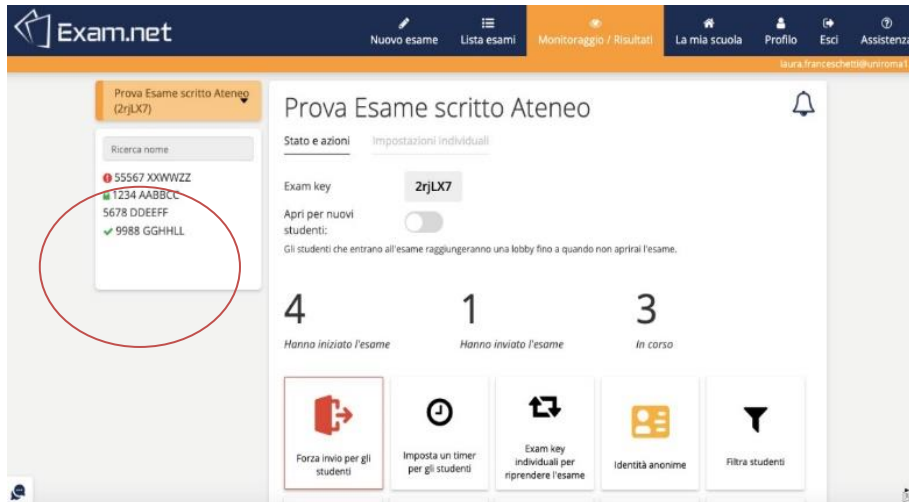 Exam.net
Nuovo esame
Lista esami
Monitoraggio / Risultati
La mia scuola
Profilo
Esci
Assistenza
laura.franceschetti@uniroma1
Prova Esame scritto Ateneo
(2rjLX7)
Ricerca nome
55567 XXWWZZ
1234 AABBCC
5678 DDEEFF
9988 GGHHLL
Prova Esame scritto Ateneo
Stato e azioni
Impostazioni individuali
Exam key
2rjLX7
Apri per nuovi
studenti:
Gli studenti che entrano all'esame raggiungeranno una lobby fino a quando non aprirai l'esame.
4
1
3
Hanno iniziato l'esame
Hanno inviato l'esame
In corso
Forza invio per gli
studenti
Imposta un timer
per gli studenti
Exam key
individuali per
riprendere l'esame
Identità anonime
Filtra studenti